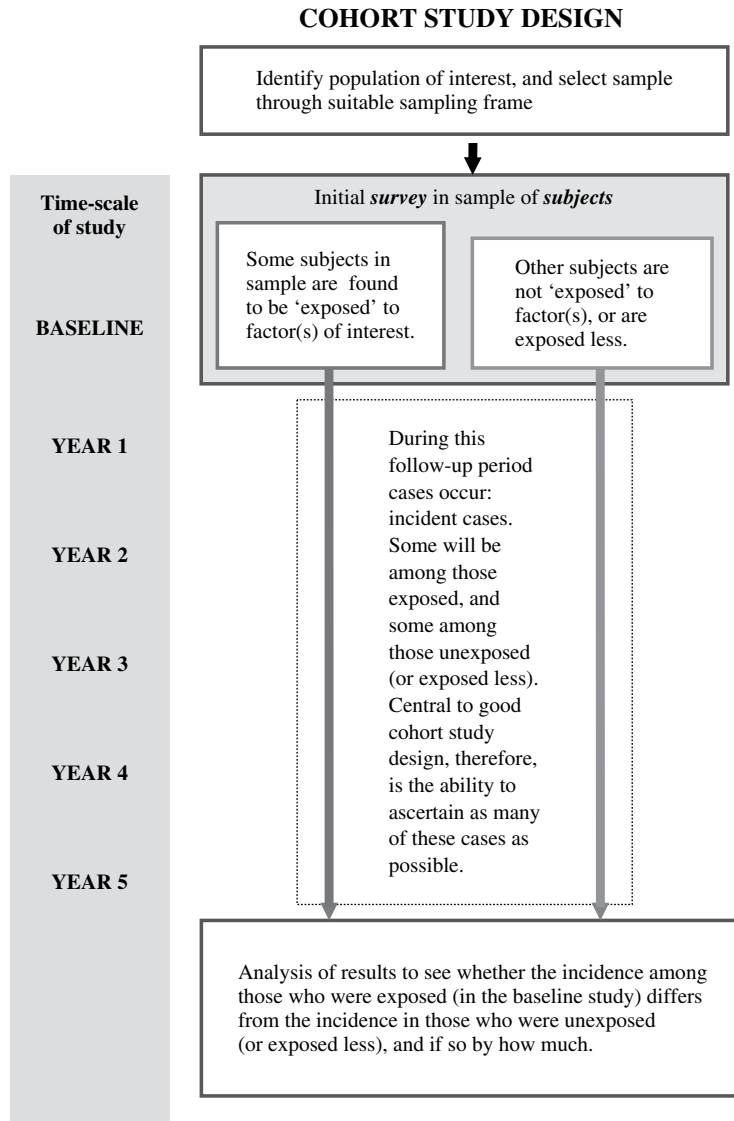 COHORT STUDY DESIGN
Identify population of interest, and select sample
through suitable sampling frame
Time-scale
of study
Initial survey in sample of subjects
Some subjects in
sample are found
to be ‘exposed’ to
factor(s) of interest.
Other subjects are
not ‘exposed’ to
factor(s), or are
exposed less.
BASELINE
YEAR 1
YEAR 2
YEAR 3
YEAR 4
YEAR 5
During this
follow-up period
cases occur:
incident cases.
Some will be
among those
exposed, and
some among
those unexposed
(or exposed less).
Central to good
cohort study
design, therefore,
is the ability to
ascertain as many
of these cases as
possible.
Analysis of results to see whether the incidence among
those who were exposed (in the baseline study) differs
from the incidence in those who were unexposed
(or exposed less), and if so by how much.